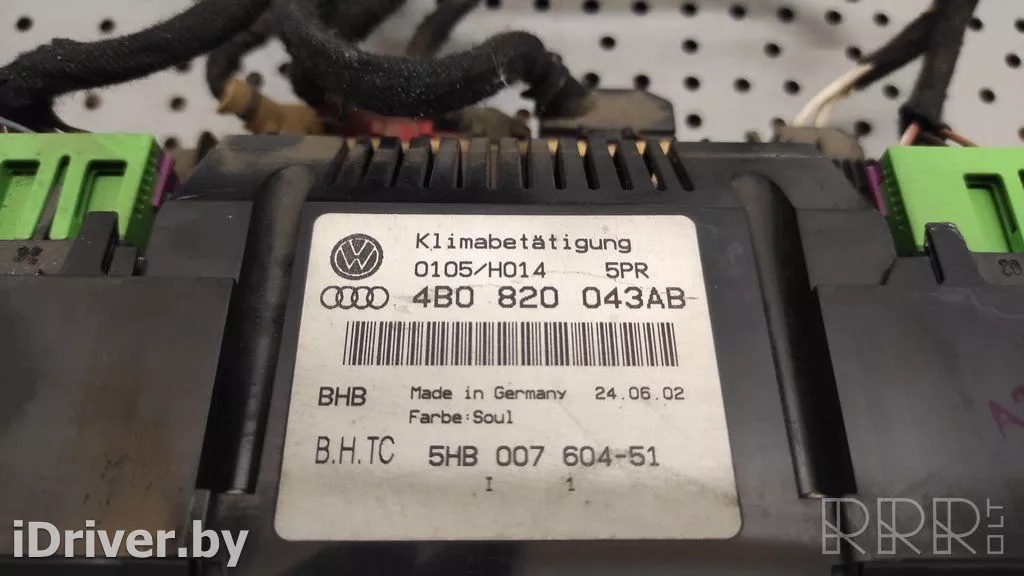 Klimabetätigung
0105/H014 5PR
4B0 820 043AB
BHB Made in Germany 24.06.02
Farbe:Soul
B.H.TC 5HB 007 604-51
I 1
iDriver.by
RRR.LT